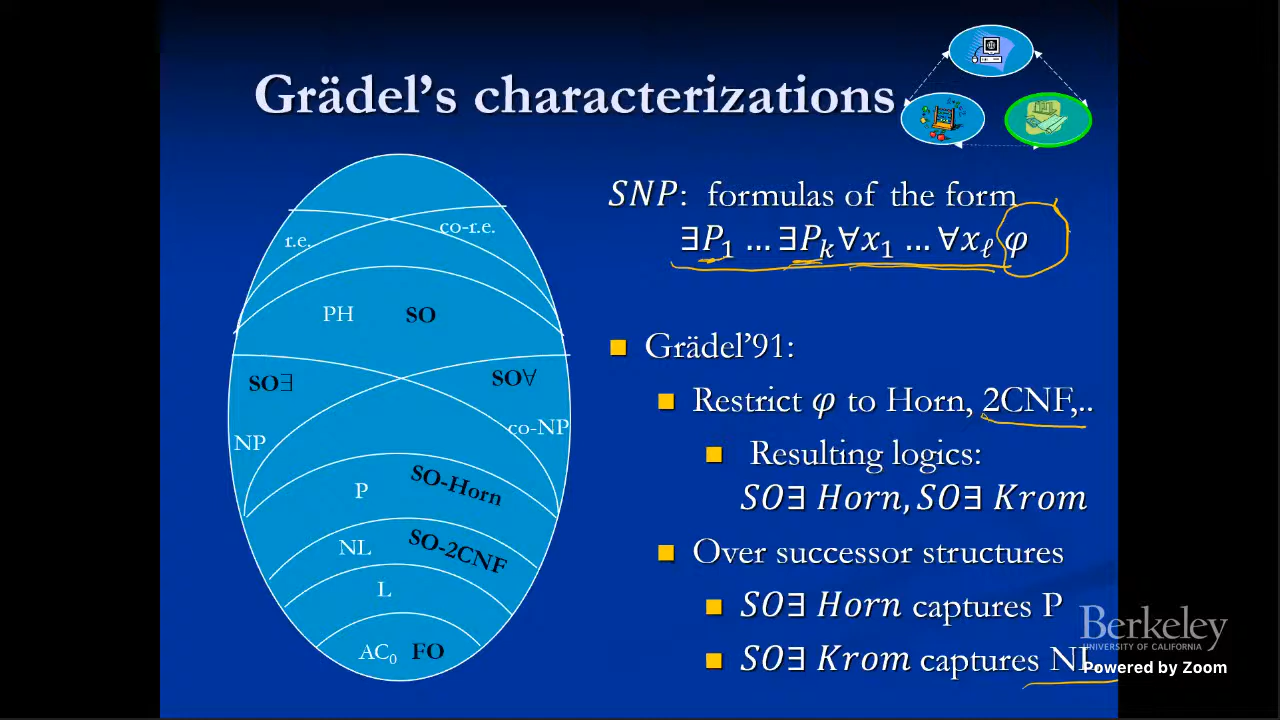 Grädel's characterizations
r.e.
co-r.e.
PH SO
SO∃ SO∀
NP co-NP
P SO-Horn
NL SO-2CNF
L
AC₀ FO
SNP: formulas of the form
∃P₁ … ∃Pₖ ∀x₁ … ∀xℓ φ
Grädel'91:
Restrict φ to Horn, 2CNF,..
Resulting logics:
SO∃ Horn, SO∃ Krom
Over successor structures
SO∃ Horn captures P
SO∃ Krom captures NL
Berkeley
UNIVERSITY OF CALIFORNIA
Powered by Zoom